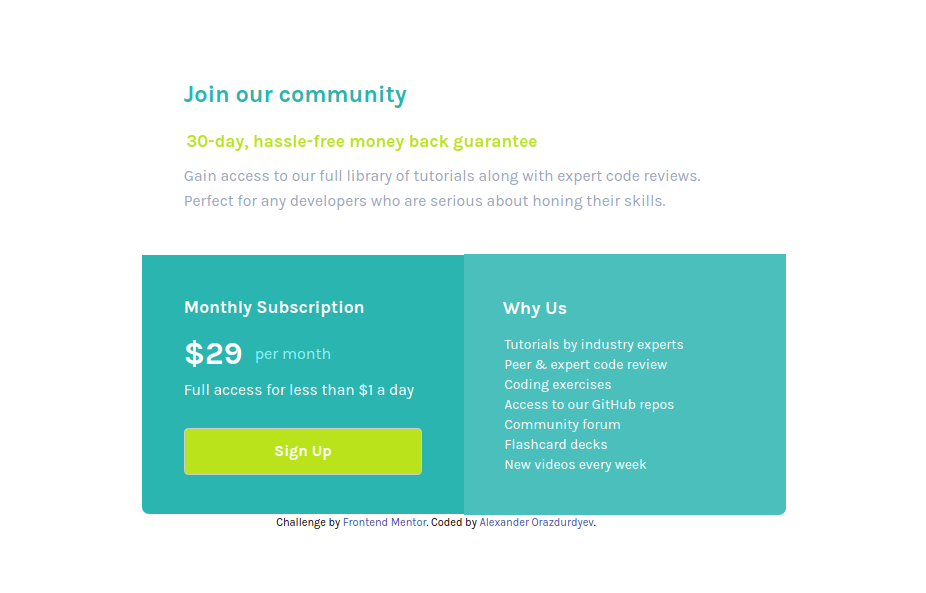 Join our community
30-day, hassle-free money back guarantee
Gain access to our full library of tutorials along with expert code reviews.
Perfect for any developers who are serious about honing their skills.
Monthly Subscription
$29 per month
Full access for less than $1 a day
Sign Up
Why Us
Tutorials by industry experts
Peer & expert code review
Coding exercises
Access to our GitHub repos
Community forum
Flashcard decks
New videos every week
Challenge by Frontend Mentor. Coded by Alexander Orazdurdyev.